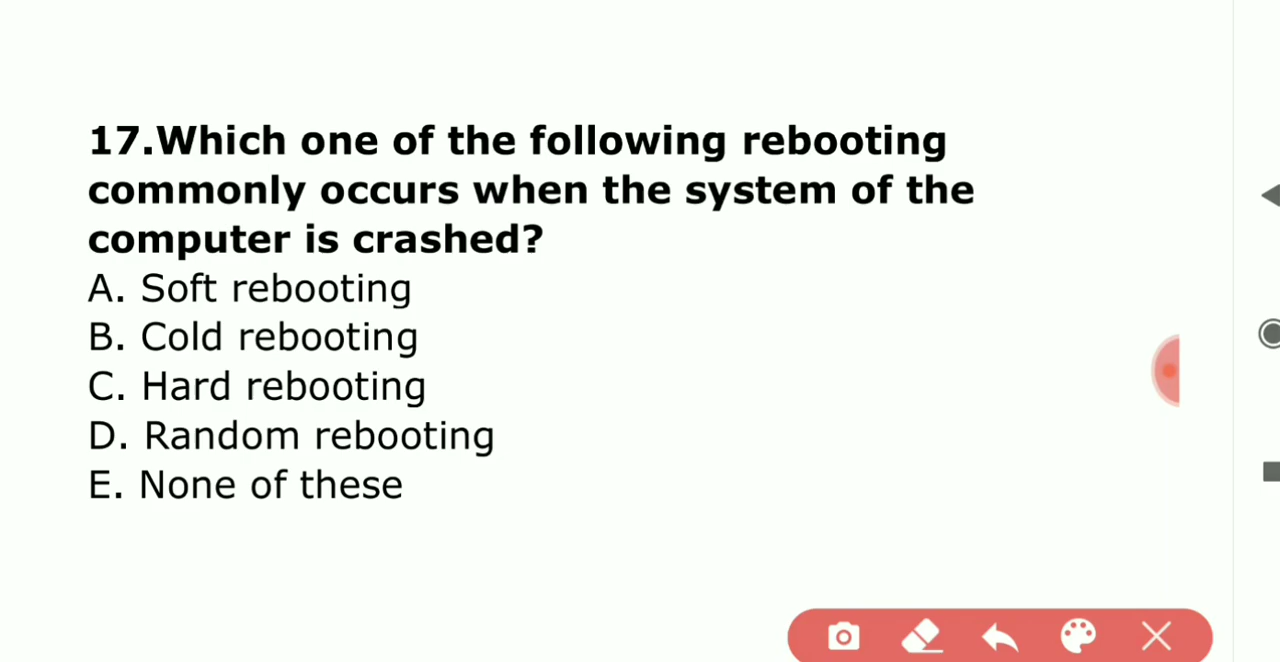 17.Which one of the following rebooting
commonly occurs when the system of the
computer is crashed?
A. Soft rebooting
B. Cold rebooting
C. Hard rebooting
D. Random rebooting
E. None of these